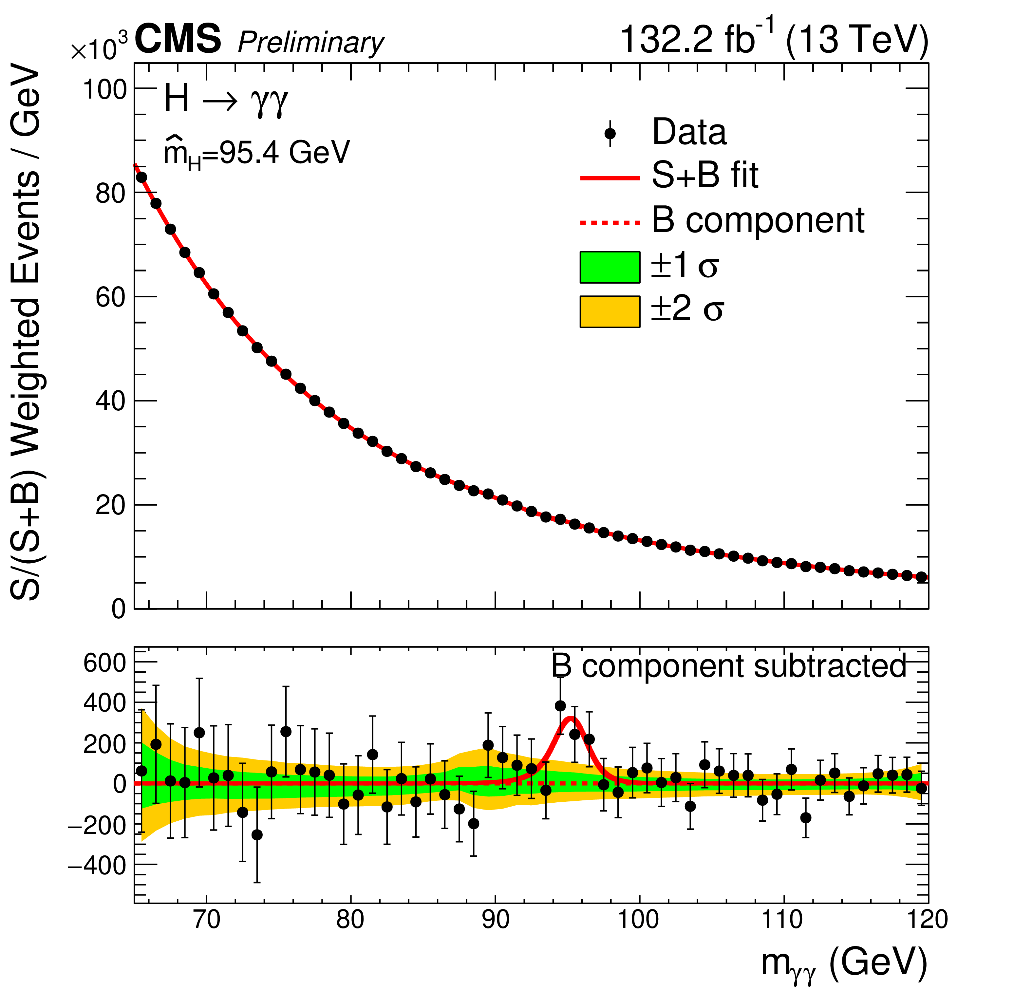 ×10³ CMS Preliminary 132.2 fb⁻¹ (13 TeV)
S/(S+B) Weighted Events / GeV
100
80
60
40
20
0
H → γγ
m̂_H=95.4 GeV
Data
S+B fit
B component
±1 σ
±2 σ
B component subtracted
600
400
200
0
−200
−400
70 80 90 100 110 120
m_γγ (GeV)